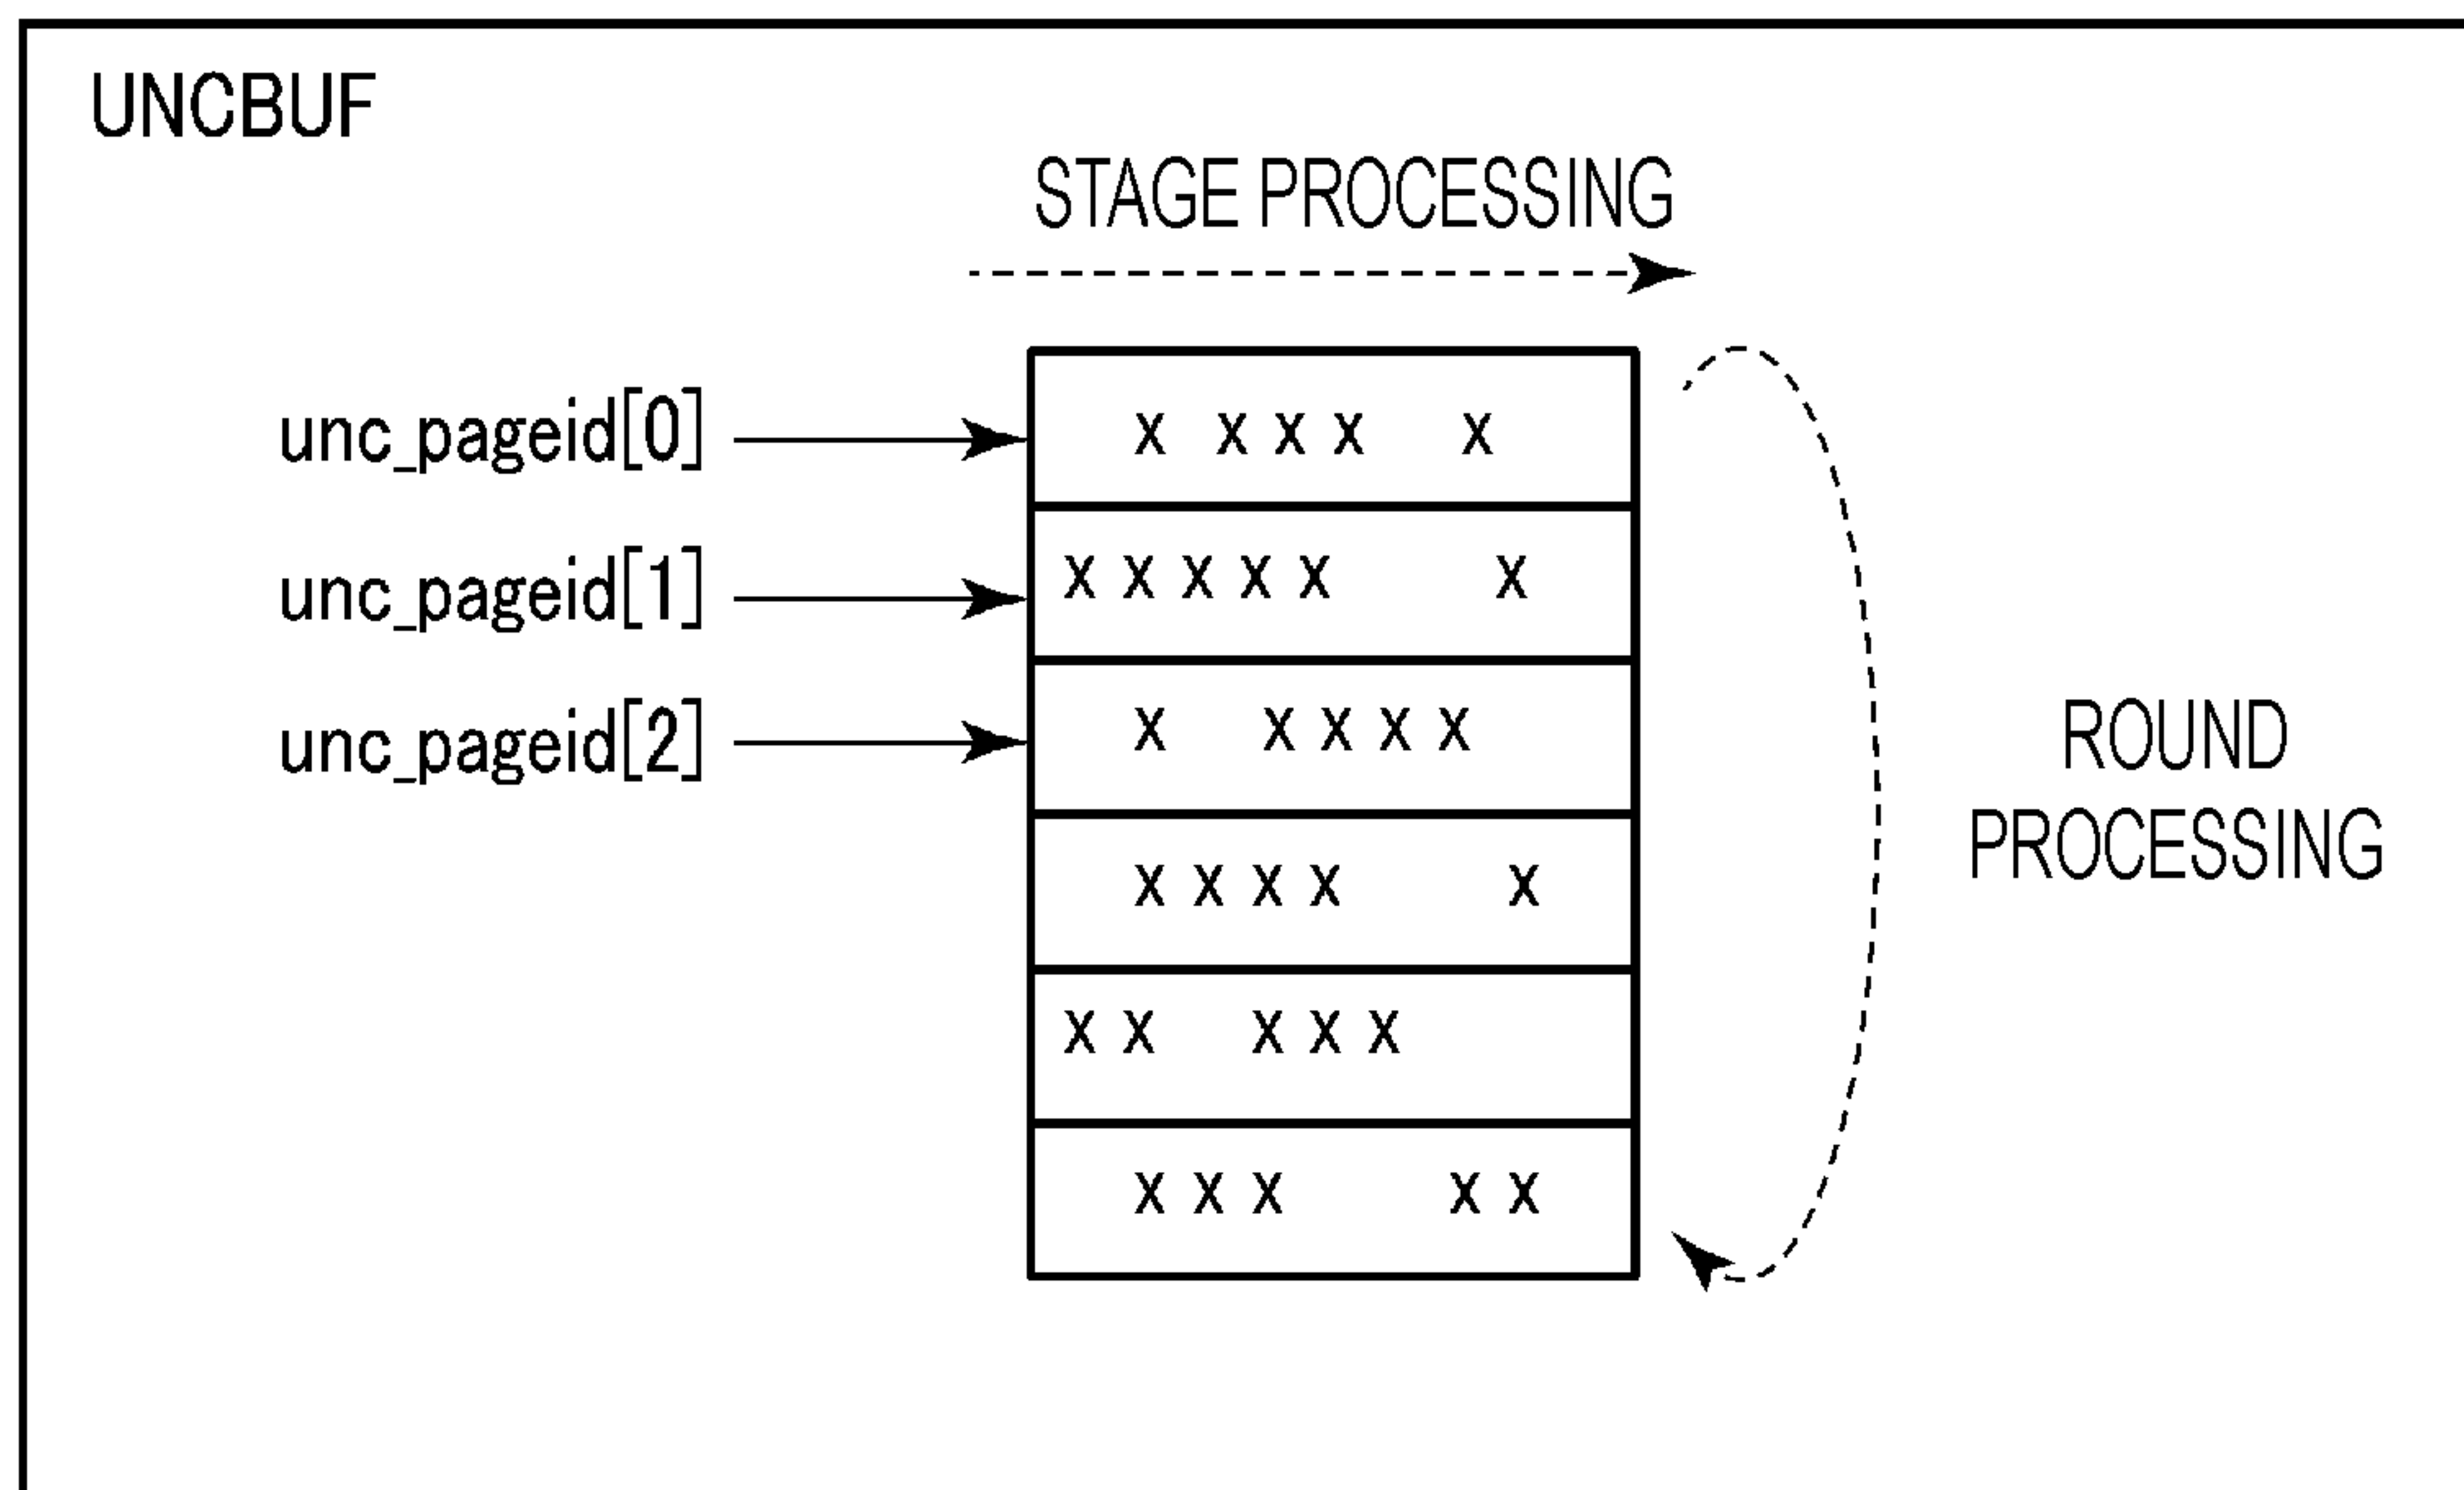 UNCBUF
STAGE PROCESSING
unc_pageid[0] x x x x x
unc_pageid[1] x x x x x x
unc_pageid[2] x x x x x
ROUND
PROCESSING
x x x x x
x x x x x
x x x x x